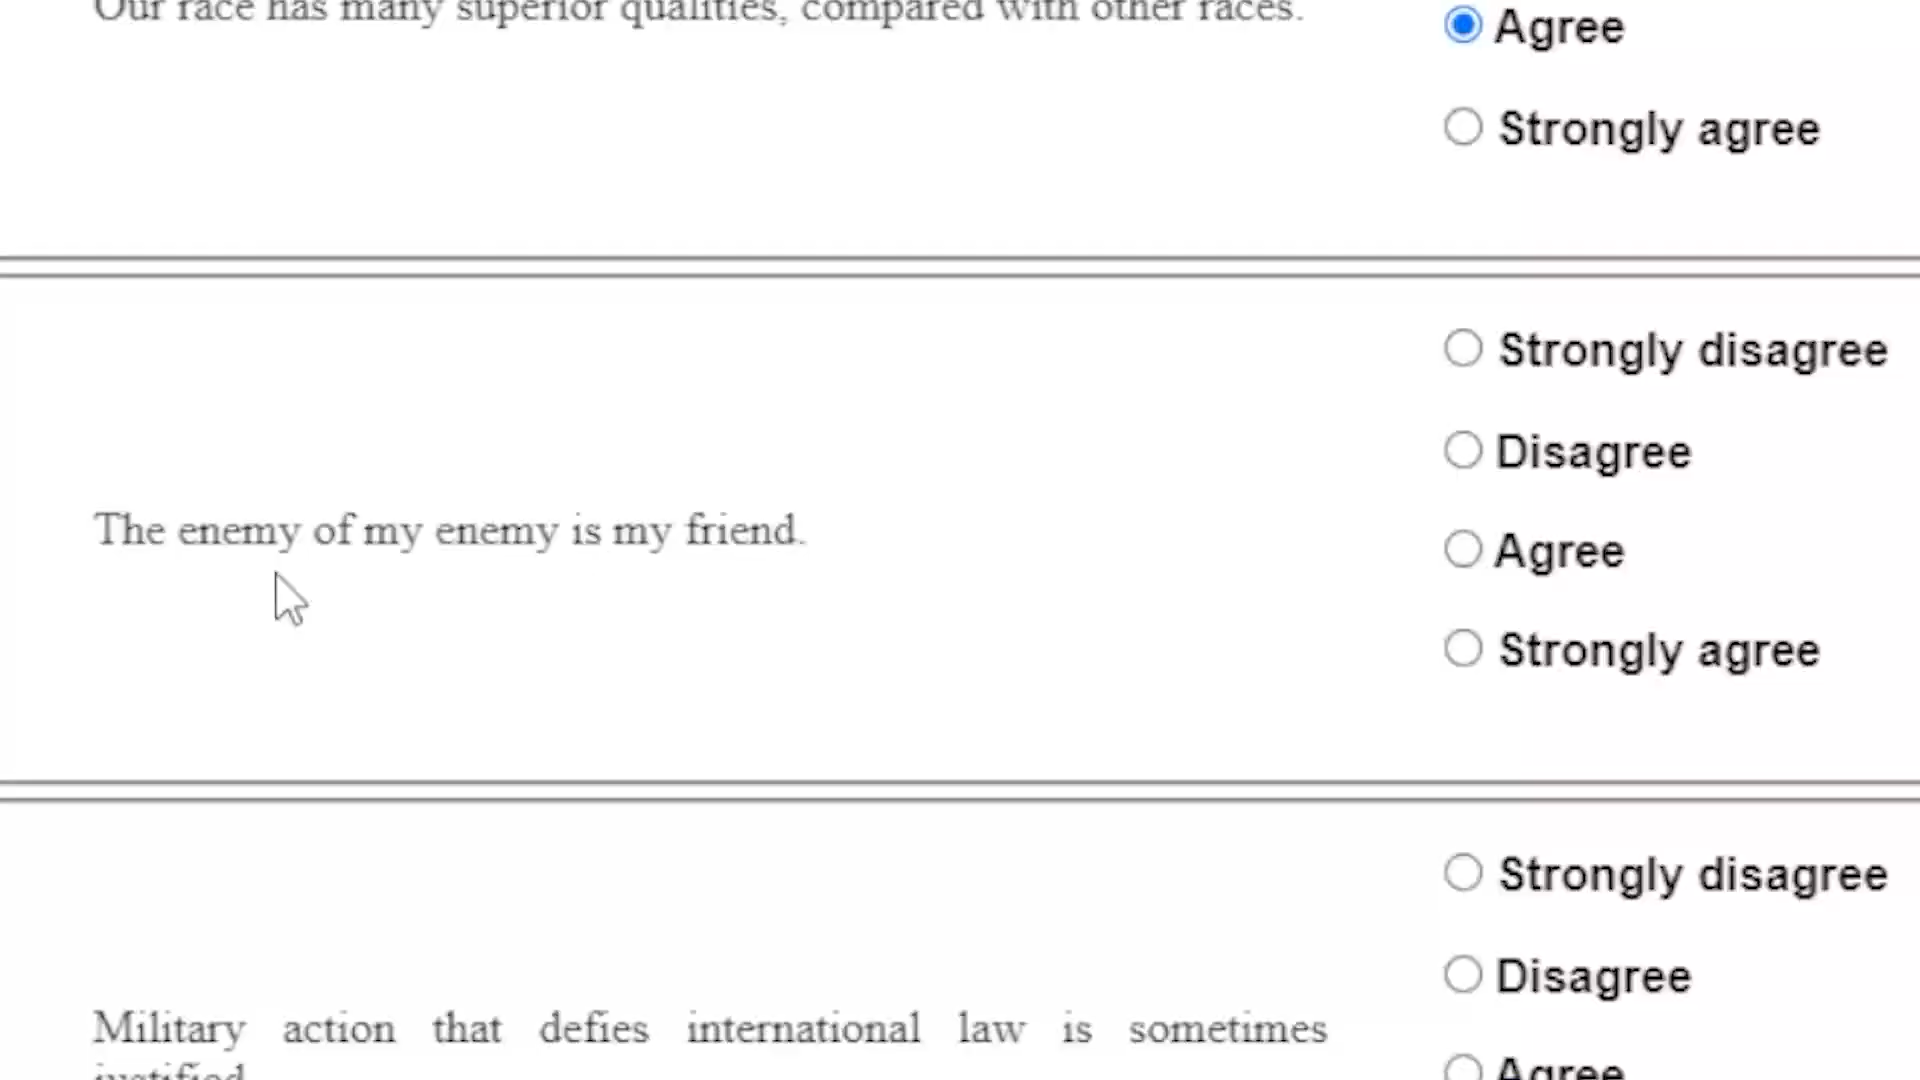 Our race has many superior qualities, compared with other races.
Agree
Strongly agree
Strongly disagree
Disagree
The enemy of my enemy is my friend.
Agree
Strongly agree
Strongly disagree
Disagree
Military action that defies international law is sometimes
justified.
Agree